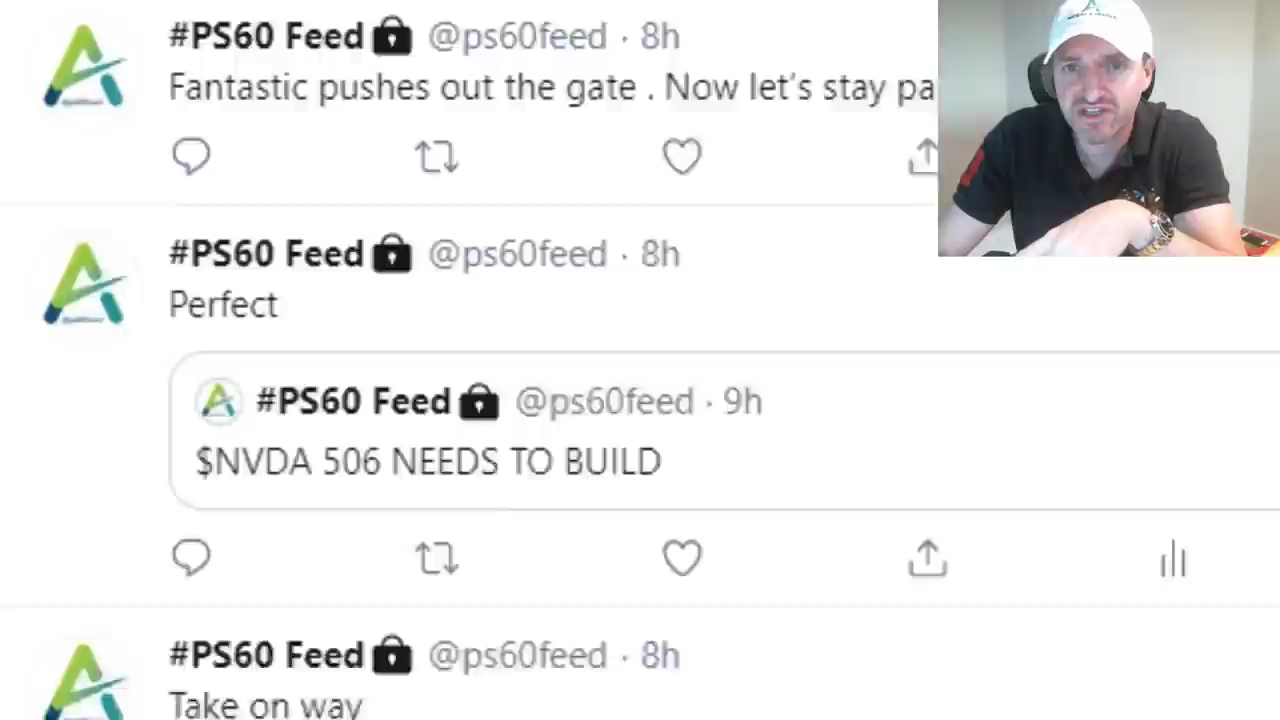 #PS60 Feed🔒 @ps60feed · 8h
Fantastic pushes out the gate . Now let's stay
#PS60 Feed🔒 @ps60feed · 8h
Perfect
#PS60 Feed🔒 @ps60feed · 9h
$NVDA 506 NEEDS TO BUILD
#PS60 Feed🔒 @ps60feed · 8h
Take on way